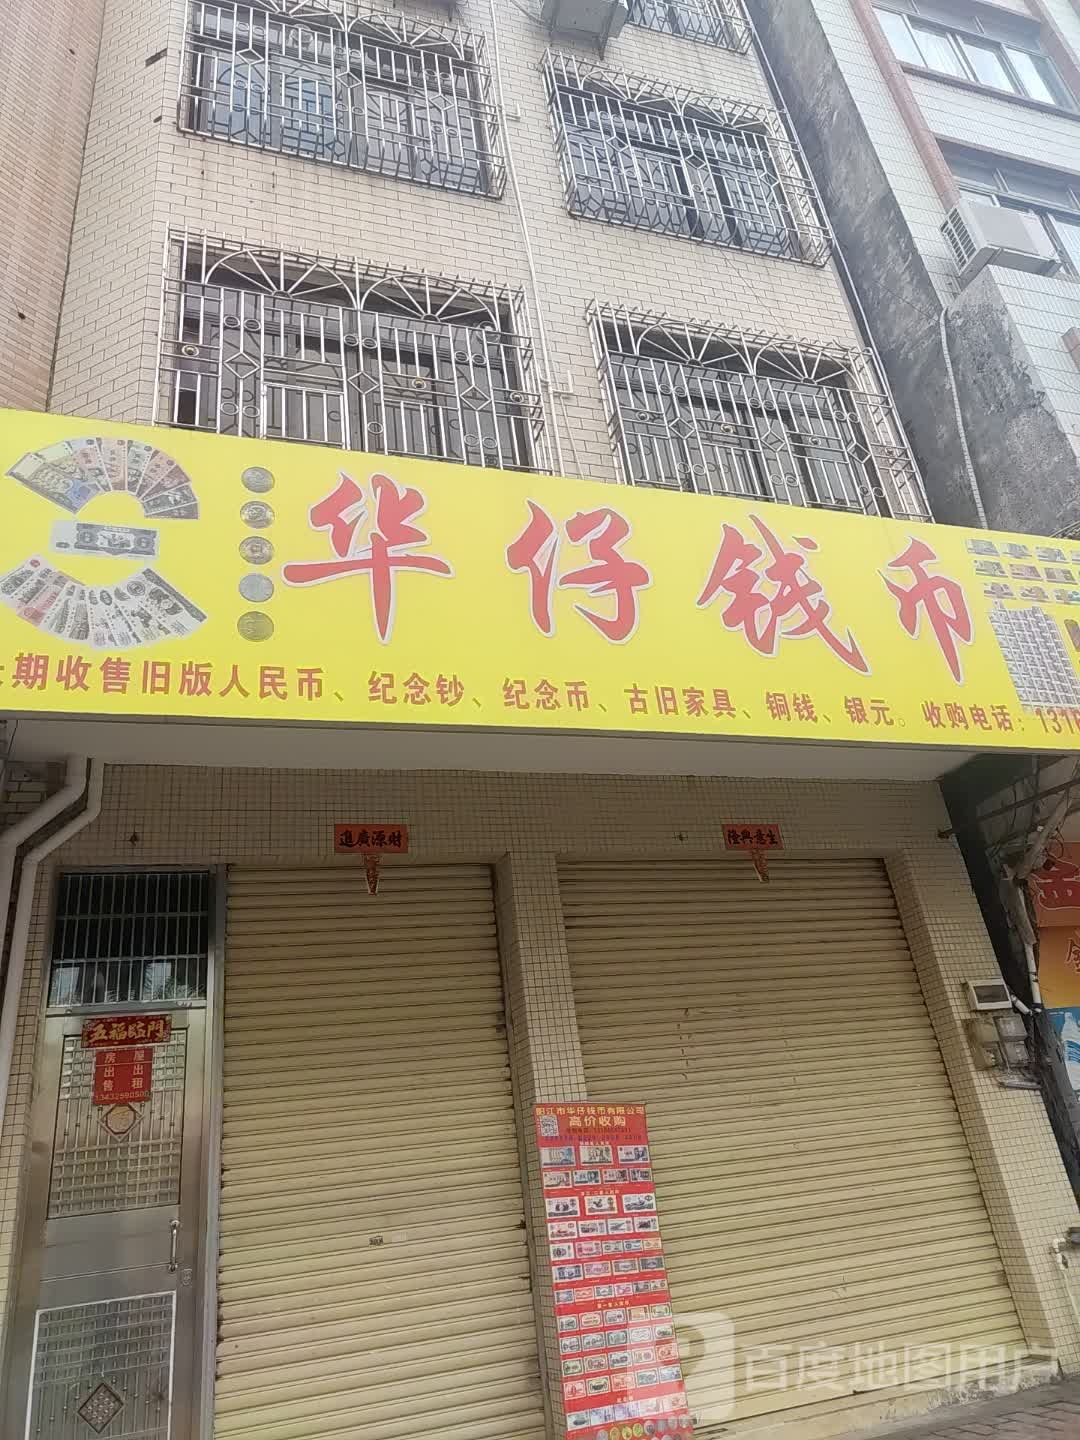 华仔钱币
期收售旧版人民币、纪念钞、纪念币、古旧家具、铜钱、银元。收购电话：131
進廣源財
隆興意生
五福臨門
房屋
出出
售租
13432590500
阳江市华仔钱币有限公司
高价收购
百度地图用户